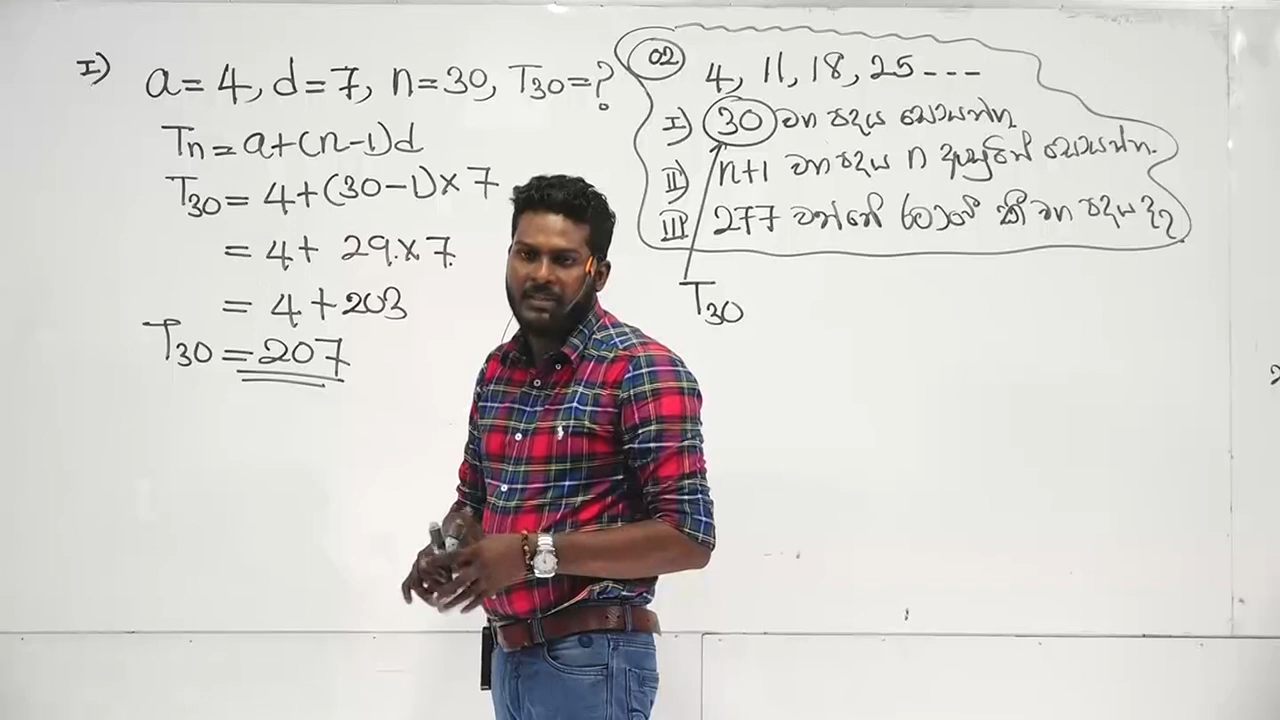 I) a = 4, d = 7, n = 30, T30 = ?
Tn = a + (n-1)d
T30 = 4 + (30-1) × 7
= 4 + 29 × 7
= 4 + 203
T30 = 207
02 4, 11, 18, 25 - - -
I) 30 වන පදය සොයන්න.
II) n+1 වන පදය n ඇසුරින් සොයන්න.
III) 277 වන්නේ රටාවේ කී වන පදය ද?
T30